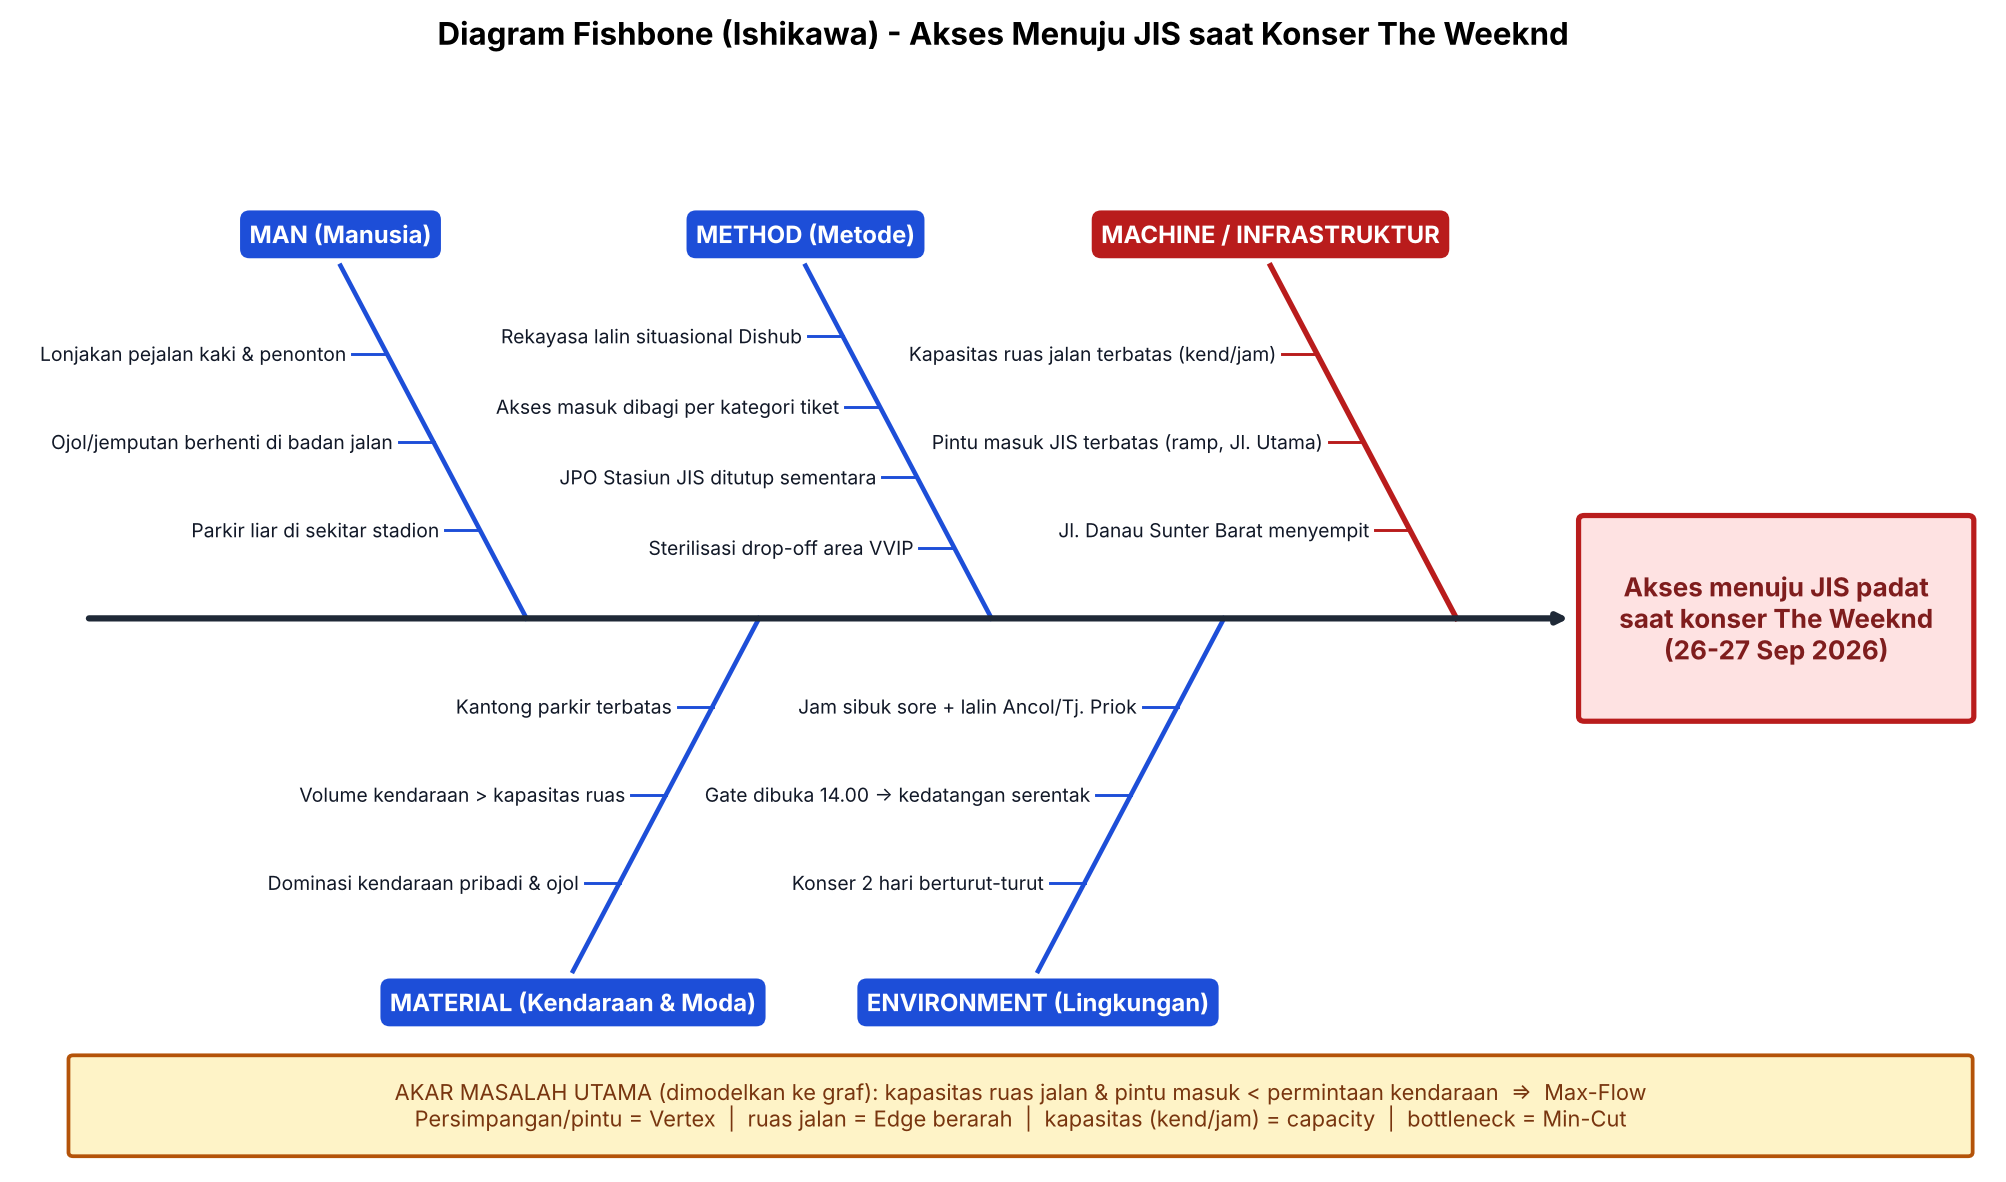 Diagram Fishbone (Ishikawa) - Akses Menuju JIS saat Konser The Weeknd
MAN (Manusia)
Lonjakan pejalan kaki & penonton
Ojol/jemputan berhenti di badan jalan
Parkir liar di sekitar stadion
METHOD (Metode)
Rekayasa lalin situasional Dishub
Akses masuk dibagi per kategori tiket
JPO Stasiun JIS ditutup sementara
Sterilisasi drop-off area VVIP
MACHINE / INFRASTRUKTUR
Kapasitas ruas jalan terbatas (kend/jam)
Pintu masuk JIS terbatas (ramp, Jl. Utama)
Jl. Danau Sunter Barat menyempit
Akses menuju JIS padat
saat konser The Weeknd
(26-27 Sep 2026)
Kantong parkir terbatas
Volume kendaraan > kapasitas ruas
Dominasi kendaraan pribadi & ojol
MATERIAL (Kendaraan & Moda)
Jam sibuk sore + lalin Ancol/Tj. Priok
Gate dibuka 14.00 → kedatangan serentak
Konser 2 hari berturut-turut
ENVIRONMENT (Lingkungan)
AKAR MASALAH UTAMA (dimodelkan ke graf): kapasitas ruas jalan & pintu masuk < permintaan kendaraan ⇒ Max-Flow
Persimpangan/pintu = Vertex | ruas jalan = Edge berarah | kapasitas (kend/jam) = capacity | bottleneck = Min-Cut